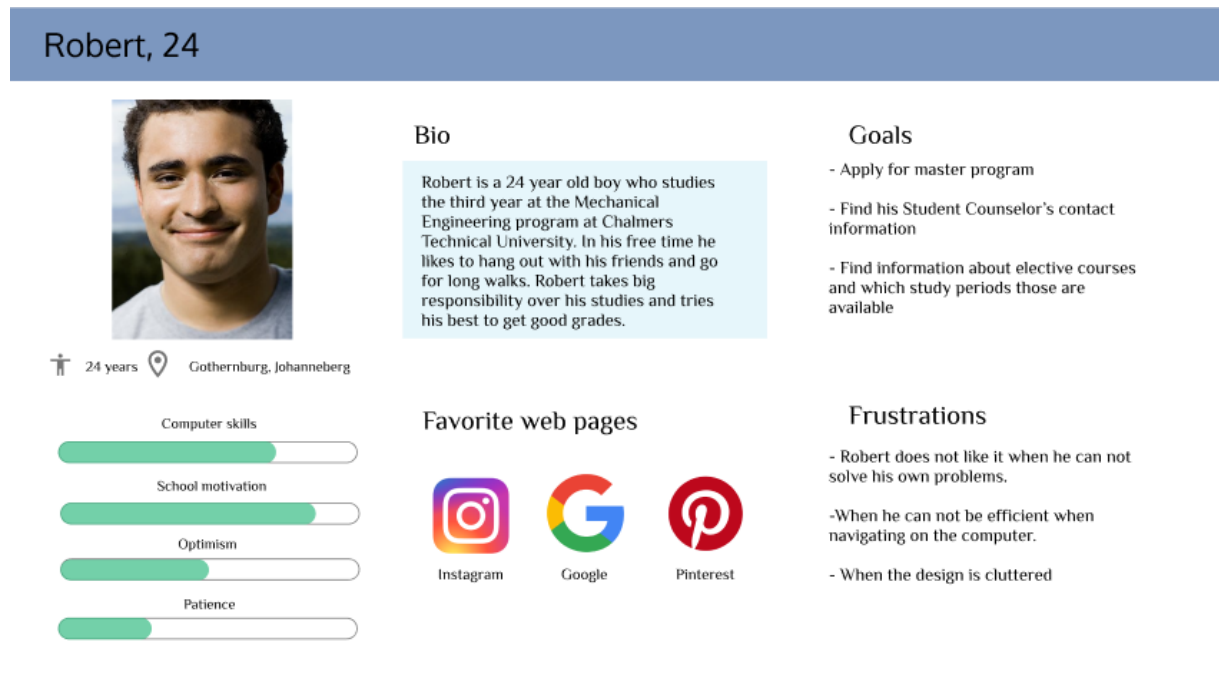 Robert, 24
24 years
Gothernburg, Johanneberg
Computer skills
School motivation
Optimism
Patience
Bio
Robert is a 24 year old boy who studies
the third year at the Mechanical
Engineering program at Chalmers
Technical University. In his free time he
likes to hang out with his friends and go
for long walks. Robert takes big
responsibility over his studies and tries
his best to get good grades.
Favorite web pages
Instagram
Google
Pinterest
Goals
- Apply for master program
- Find his Student Counselor's contact
information
- Find information about elective courses
and which study periods those are
available
Frustrations
- Robert does not like it when he can not
solve his own problems.
-When he can not be efficient when
navigating on the computer.
- When the design is cluttered